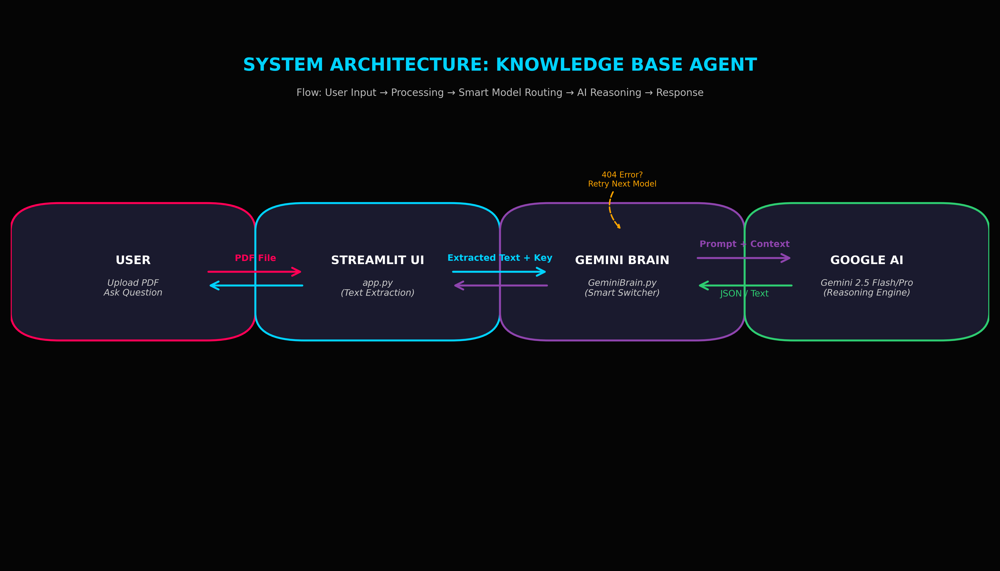 SYSTEM ARCHITECTURE: KNOWLEDGE BASE AGENT
Flow: User Input → Processing → Smart Model Routing → AI Reasoning → Response
404 Error?
Retry Next Model
USER
Upload PDF
Ask Question
PDF File
STREAMLIT UI
app.py
(Text Extraction)
Extracted Text + Key
GEMINI BRAIN
GeminiBrain.py
(Smart Switcher)
Prompt + Context
JSON / Text
GOOGLE AI
Gemini 2.5 Flash/Pro
(Reasoning Engine)